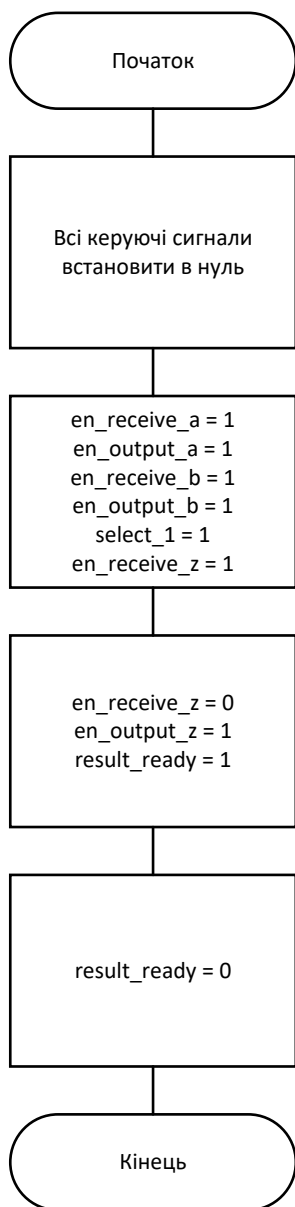 Початок
Всі керуючі сигнали
встановити в нуль
en_receive_a = 1
en_output_a = 1
en_receive_b = 1
en_output_b = 1
select_1 = 1
en_receive_z = 1
en_receive_z = 0
en_output_z = 1
result_ready = 1
result_ready = 0
Кінець